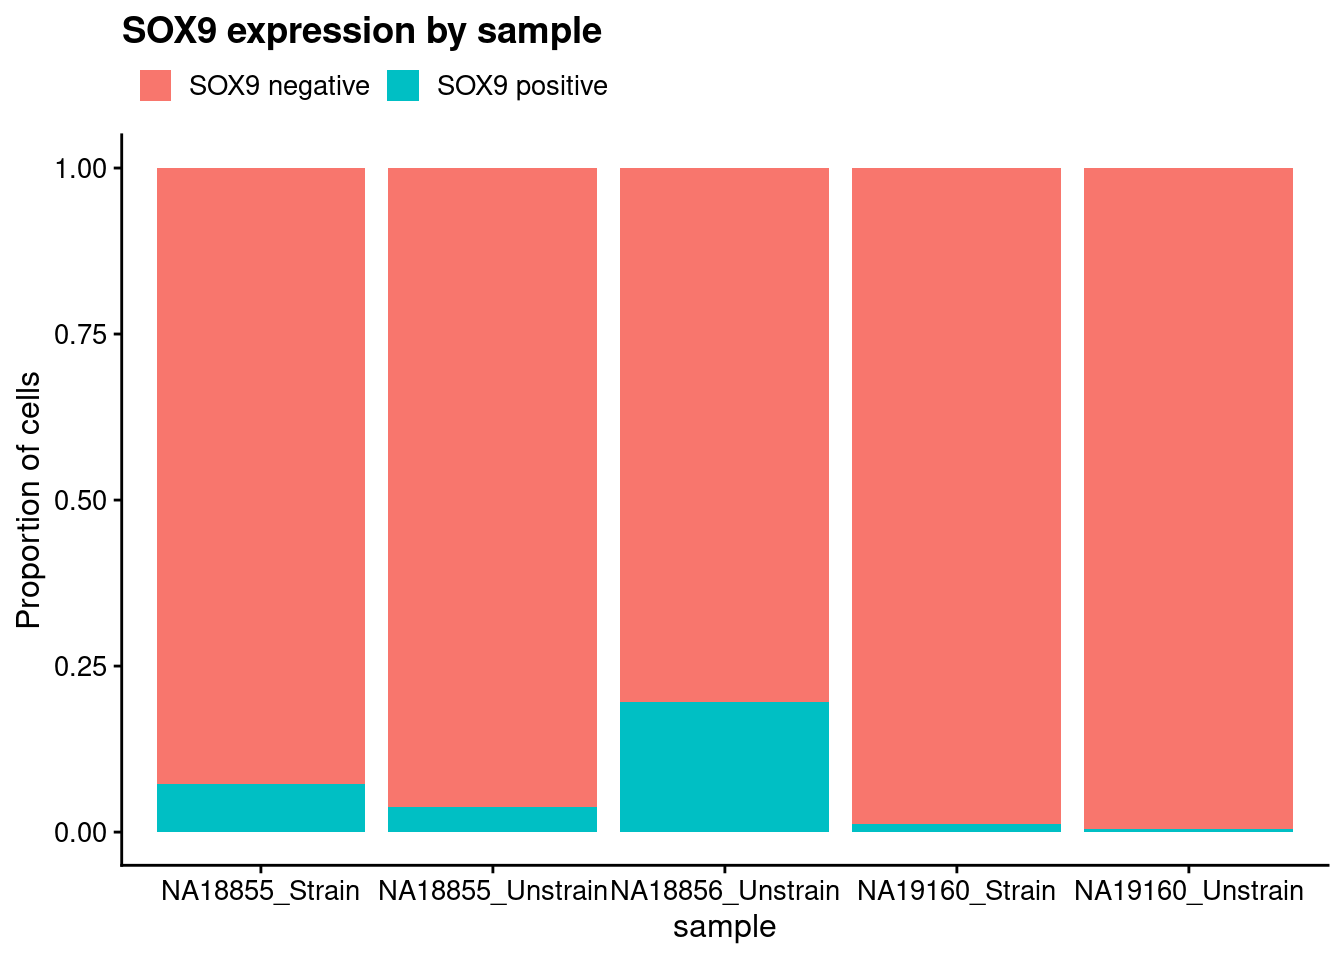 SOX9 expression by sample
SOX9 negative SOX9 positive
1.00
0.75
0.50
0.25
0.00
Proportion of cells
NA18855_Strain NA18855_Unstrain NA18856_Unstrain NA19160_Strain NA19160_Unstrain
sample